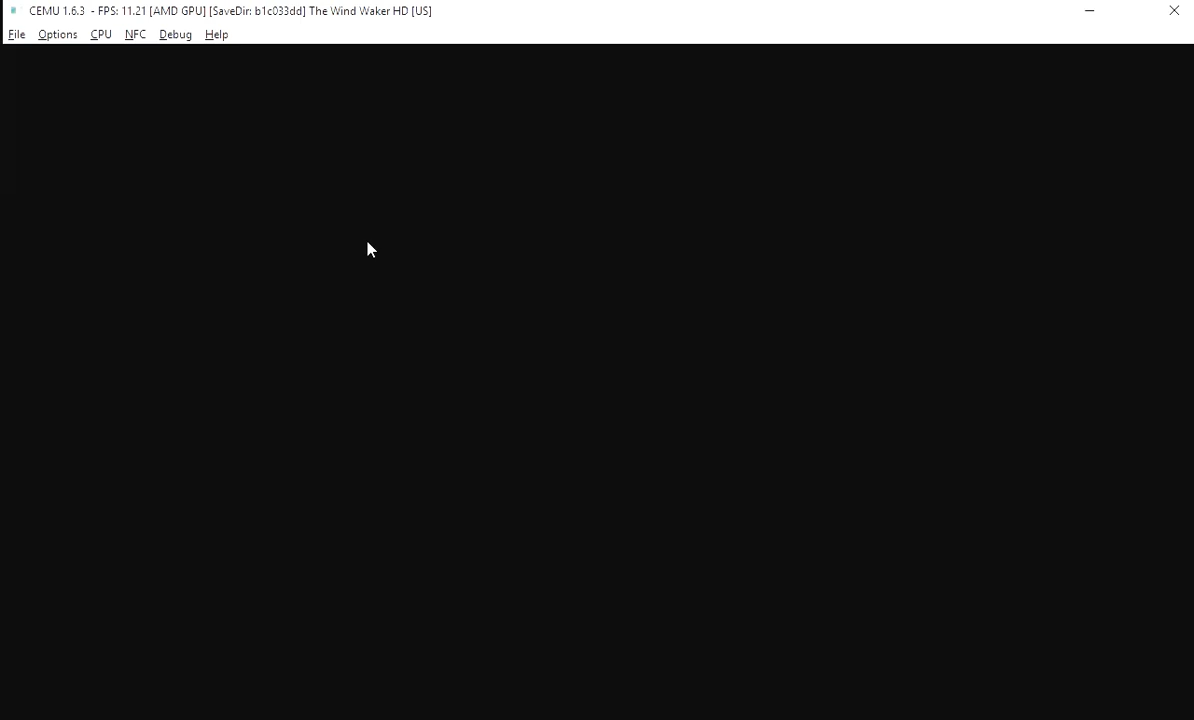 CEMU 1.6.3 - FPS: 11.21 [AMD GPU] [SaveDir: b1c033dd] The Wind Waker HD [US]
File Options CPU NFC Debug Help